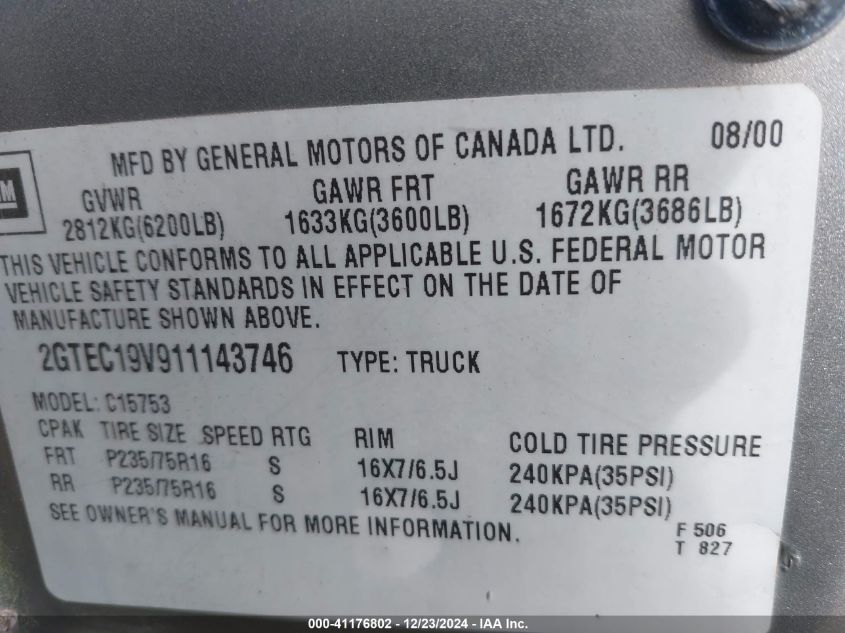 MFD BY GENERAL MOTORS OF CANADA LTD. 08/00
GVWR GAWR FRT GAWR RR
2812KG(6200LB) 1633KG(3600LB) 1672KG(3686LB)
THIS VEHICLE CONFORMS TO ALL APPLICABLE U.S. FEDERAL MOTOR
VEHICLE SAFETY STANDARDS IN EFFECT ON THE DATE OF
MANUFACTURE SHOWN ABOVE.
2GTEC19V911143746 TYPE: TRUCK
MODEL: C15753
CPAK TIRE SIZE SPEED RTG RIM COLD TIRE PRESSURE
FRT P235/75R16 S 16X7/6.5J 240KPA(35PSI)
RR P235/75R16 S 16X7/6.5J 240KPA(35PSI)
SEE OWNER'S MANUAL FOR MORE INFORMATION.
F 506
T 827
000-41176802 - 12/23/2024 - IAA Inc.